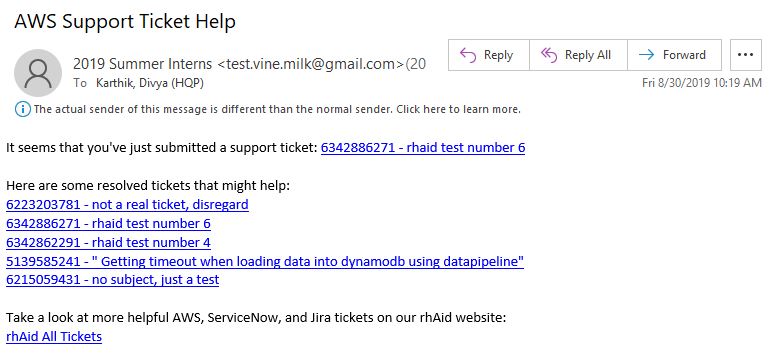 AWS Support Ticket Help
2019 Summer Interns <test.vine.milk@gmail.com>(20
Reply
Reply All
Forward
To Karthik, Divya (HQP)
Fri 8/30/2019 10:19 AM
The actual sender of this message is different than the normal sender. Click here to learn more.
It seems that you've just submitted a support ticket: 6342886271 - rhaid test number 6
Here are some resolved tickets that might help:
6223203781 - not a real ticket, disregard
6342886271 - rhaid test number 6
6342862291 - rhaid test number 4
5139585241 - " Getting timeout when loading data into dynamodb using datapipeline"
6215059431 - no subject, just a test
Take a look at more helpful AWS, ServiceNow, and Jira tickets on our rhAid website:
rhAid All Tickets